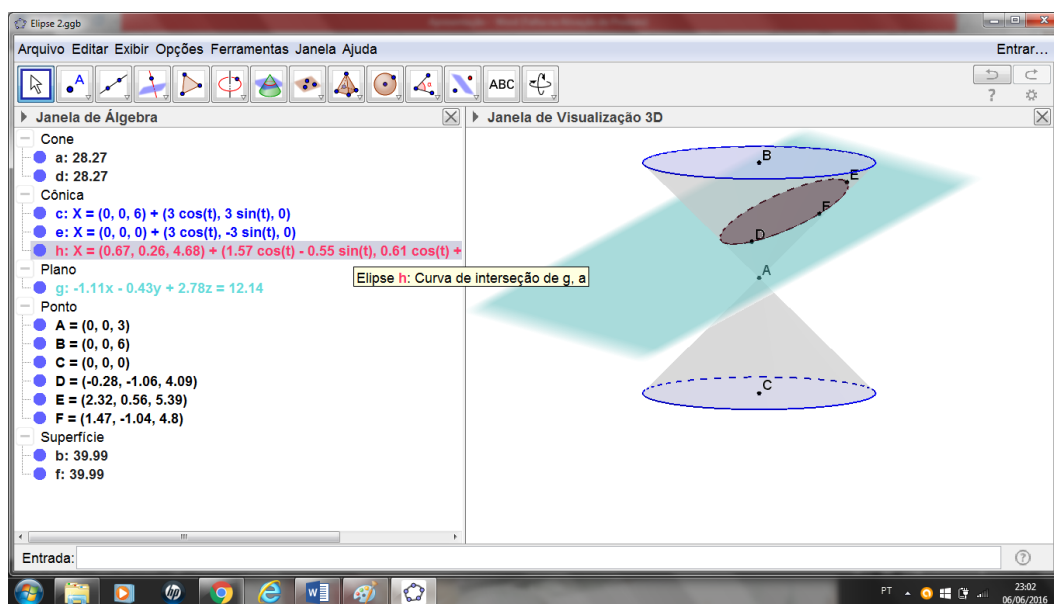 Elipse 2.ggb
Arquivo Editar Exibir Opções Ferramentas Janela Ajuda
Entrar...
A
ABC
Janela de Álgebra
Janela de Visualização 3D
Cone
a: 28.27
d: 28.27
Cônica
c: X = (0, 0, 6) + (3 cos(t), 3 sin(t), 0)
e: X = (0, 0, 0) + (3 cos(t), -3 sin(t), 0)
h: X = (0.67, 0.26, 4.68) + (1.57 cos(t) - 0.55 sin(t), 0.61 cos(t) +
Elipse h: Curva de interseção de g, a
Plano
g: -1.11x - 0.43y + 2.78z = 12.14
Ponto
A = (0, 0, 3)
B = (0, 0, 6)
C = (0, 0, 0)
D = (-0.28, -1.06, 4.09)
E = (2.32, 0.56, 5.39)
F = (1.47, -1.04, 4.8)
Superfície
b: 39.99
f: 39.99
B
E
F
D
A
C
Entrada:
hp
PT
23:02
06/06/2016